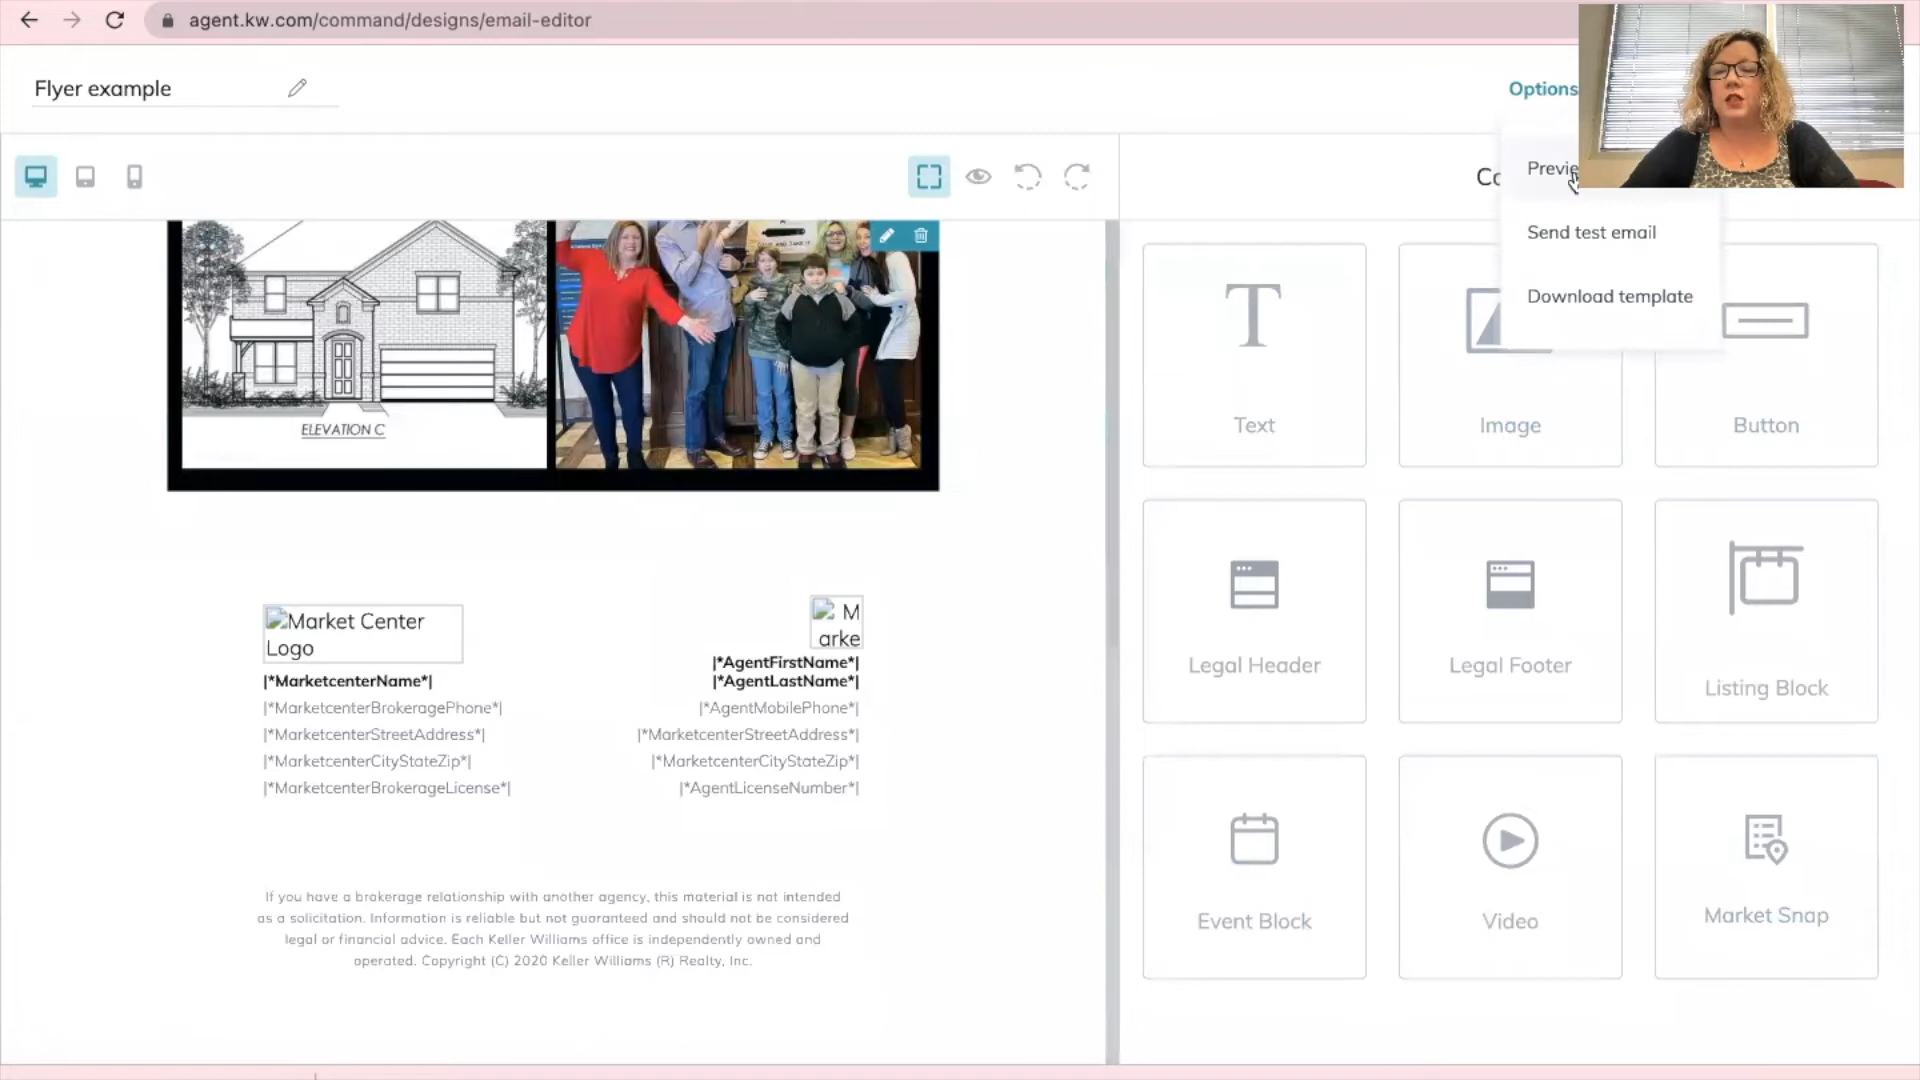 agent.kw.com/command/designs/email-editor
Flyer example
Options
Previe
Send test email
Download template
ELEVATION C
Market Center
Logo
|*MarketcenterName*|
|*MarketcenterBrokeragePhone*|
|*MarketcenterStreetAddress*|
|*MarketcenterCityStateZip*|
|*MarketcenterBrokerageLicense*|
M
arke
|*AgentFirstName*|
|*AgentLastName*|
|*AgentMobilePhone*|
|*MarketcenterStreetAddress*|
|*MarketcenterCityStateZip*|
|*AgentLicenseNumber*|
If you have a brokerage relationship with another agency, this material is not intended
as a solicitation. Information is reliable but not guaranteed and should not be considered
legal or financial advice. Each Keller Williams office is independently owned and
operated. Copyright (C) 2020 Keller Williams (R) Realty, Inc.
Co
Text
Image
Button
Legal Header
Legal Footer
Listing Block
Event Block
Video
Market Snap